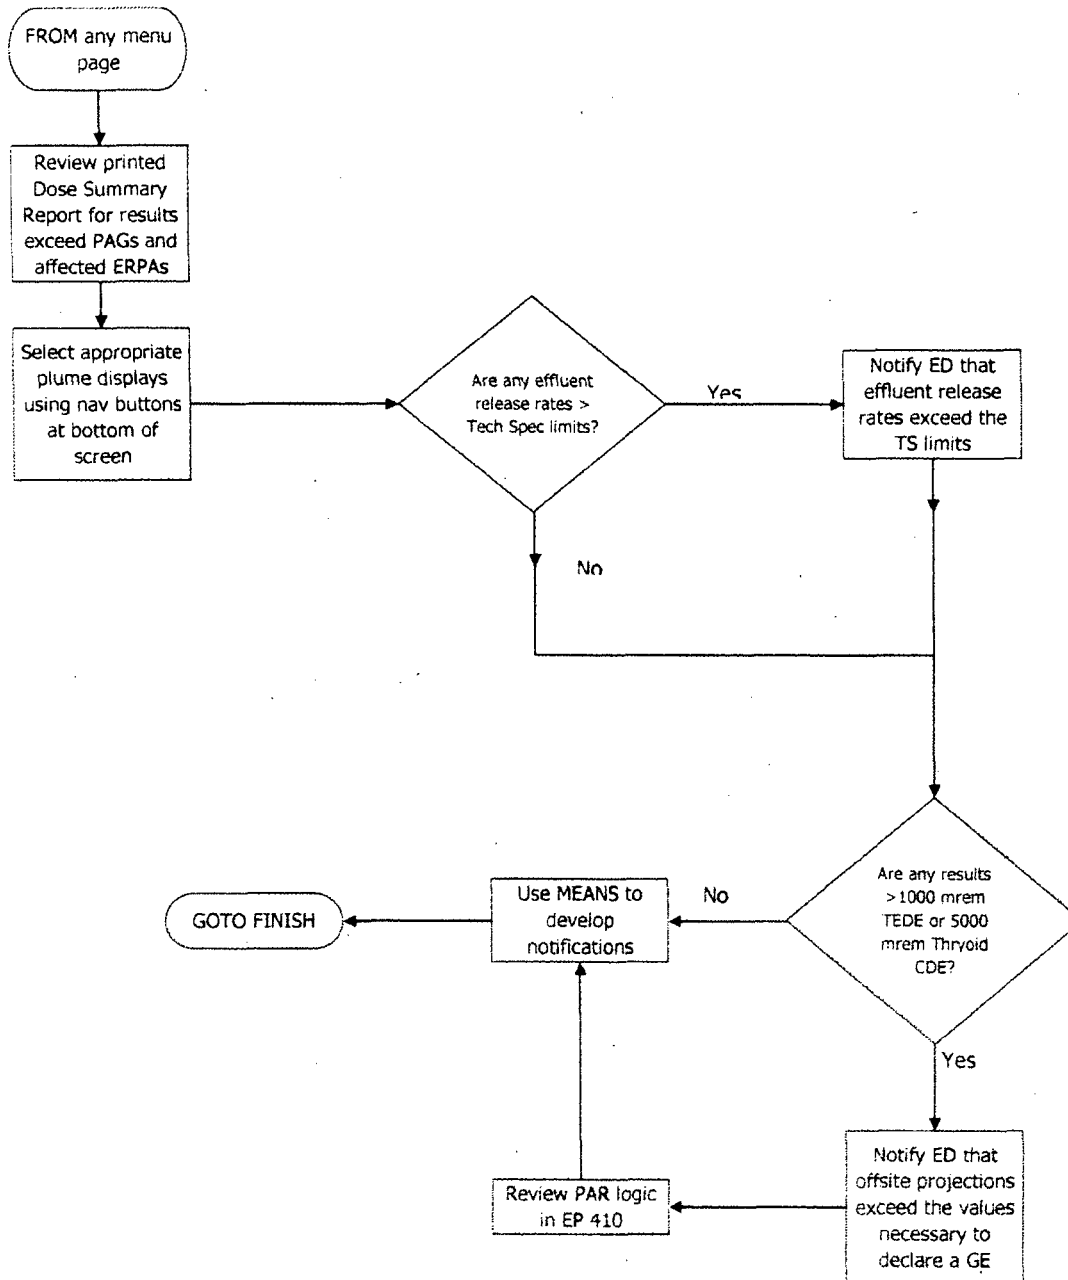 FROM any menu
page
Review printed
Dose Summary
Report for results
exceed PAGs and
affected ERPAs
Select appropriate
plume displays
using nav buttons
at bottom of
screen
Are any effluent
release rates >
Tech Spec limits?
Yes
Notify ED that
effluent release
rates exceed the
TS limits
No
Are any results
>1000 mrem
TEDE or 5000
mrem Thryoid
CDE?
No
Use MEANS to
develop
notifications
GOTO FINISH
Yes
Notify ED that
offsite projections
exceed the values
necessary to
declare a GE
Review PAR logic
in EP 410